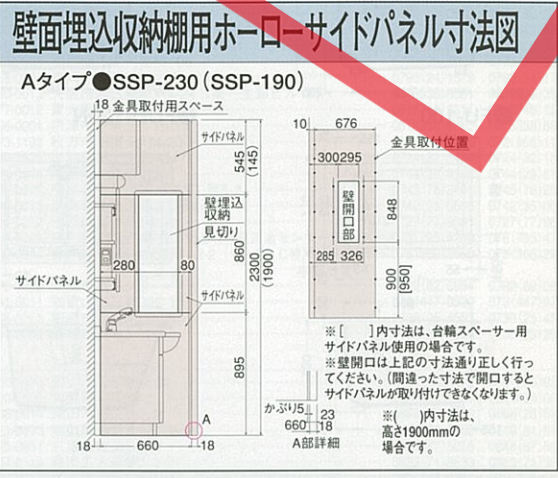 壁面埋込収納棚用ホーローサイドパネル寸法図
Aタイプ●SSP-230(SSP-190)
18
金具取付用スペース
サイドパネル
545
(145)
壁埋込
収納
見切り
280
80
860
2300
(1900)
サイドパネル
サイドパネル
895
A
18
660
18
10
676
金具取付位置
300
295
壁開口部
848
285
326
900
[950]
※[　　]内寸法は、台輪スペーサー用
サイドパネル使用の場合です。
※壁開口は上記の寸法通り正しく行っ
てください。(間違った寸法で開口すると
サイドパネルが取り付けできなくなります。)
かぶり5
23
660
18
A部詳細
※(　　)内寸法は、
高さ1900mmの
場合です。